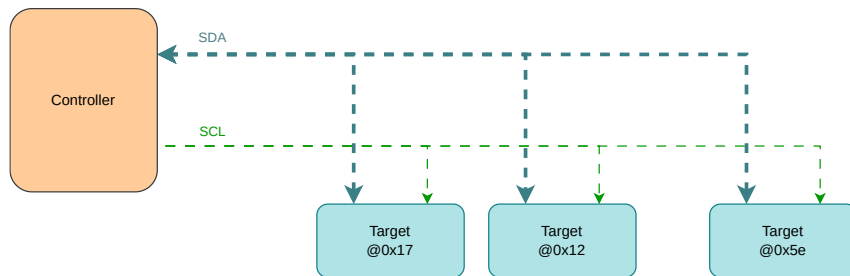 SDA
Controller
SCL
Target
@0x17
Target
@0x12
Target
@0x5e